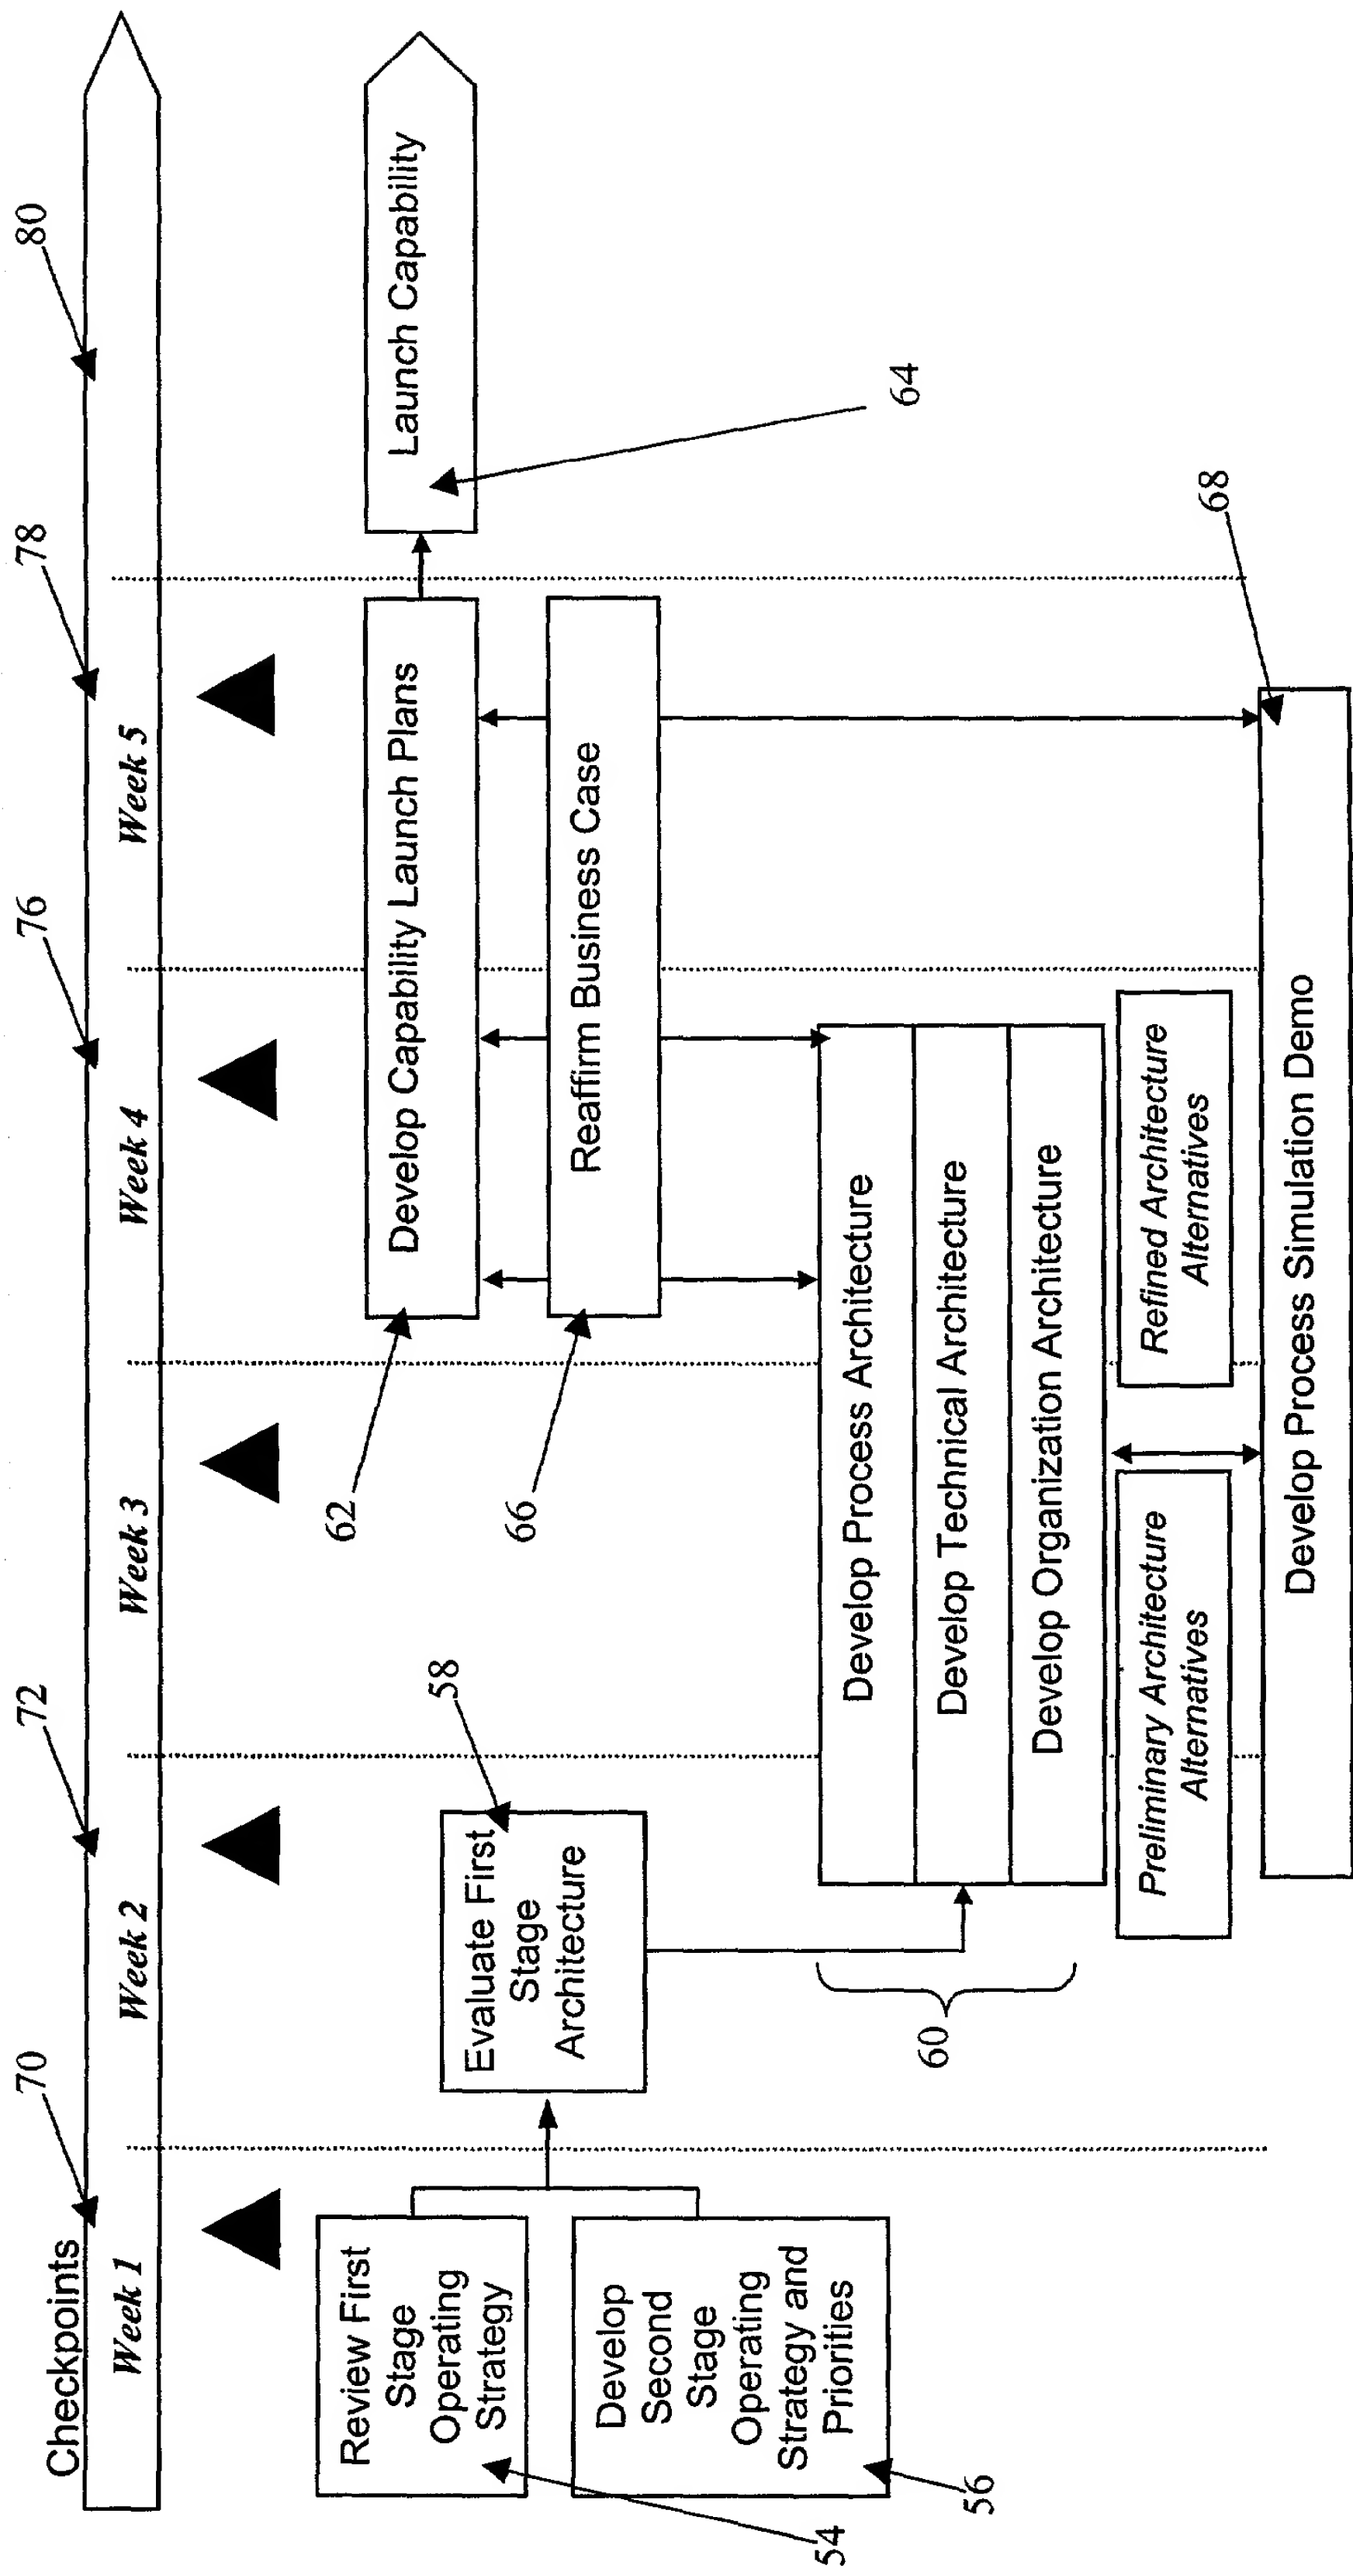 70
72
76
78
80
Checkpoints
Week 1
Week 2
Week 3
Week 4
Week 5
Review First
Stage
Operating
Strategy
54
Develop
Second
Stage
Operating
Strategy and
Priorities
56
Evaluate First
Stage
Architecture
58
62
Develop Capability Launch Plans
Launch Capability
64
66
Reaffirm Business Case
60
Develop Process Architecture
Develop Technical Architecture
Develop Organization Architecture
Preliminary Architecture
Alternatives
Refined Architecture
Alternatives
Develop Process Simulation Demo
68